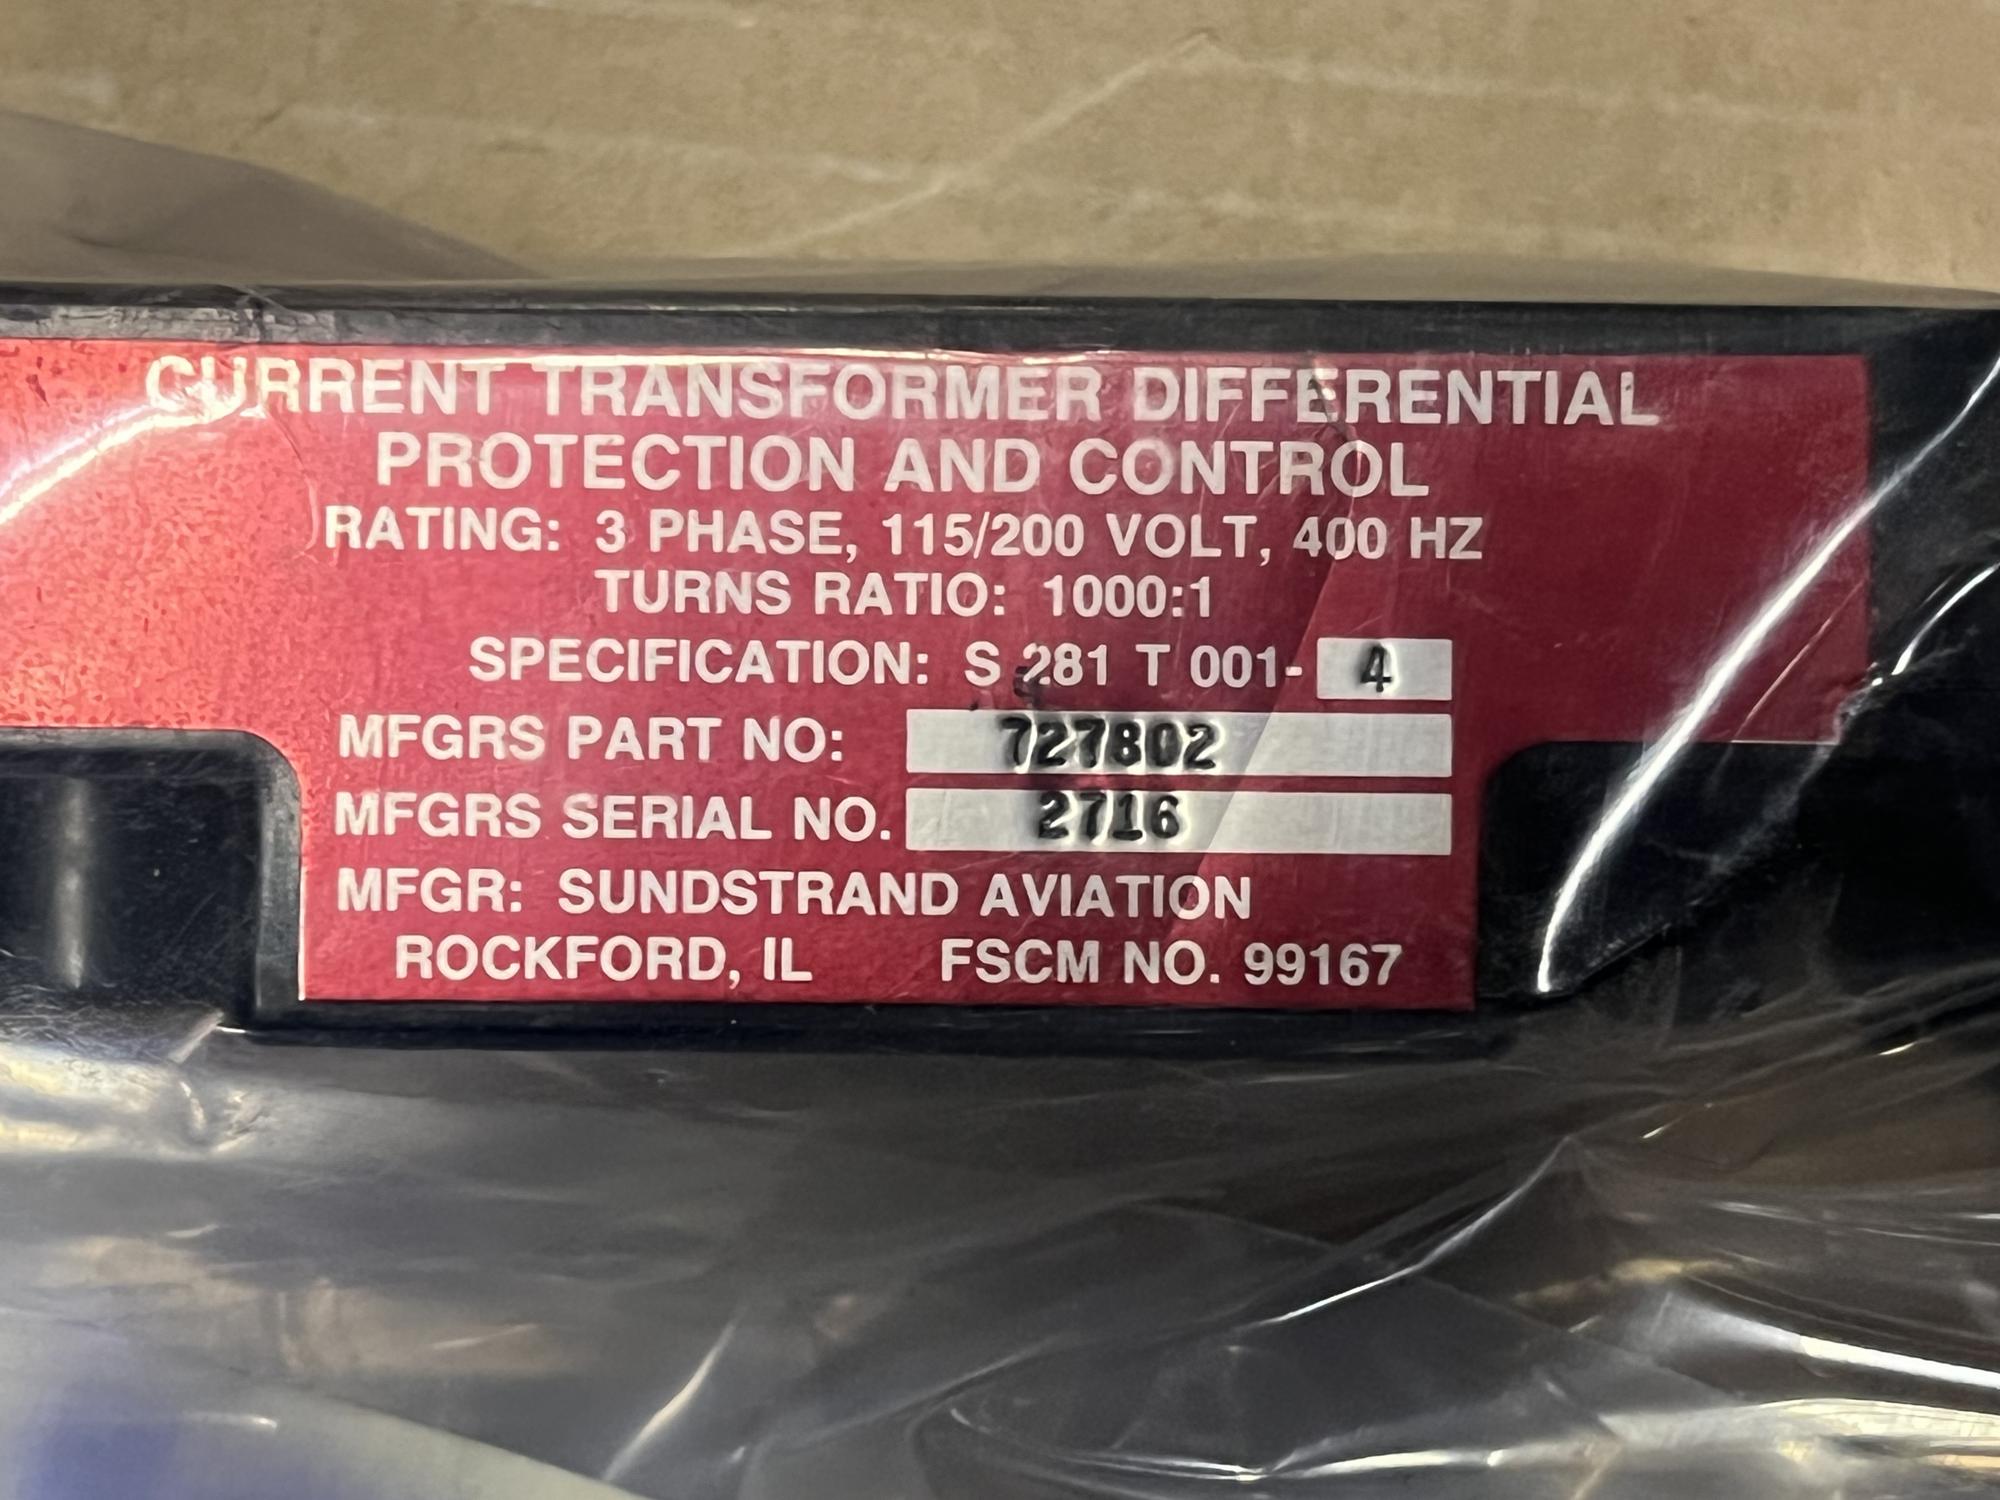 CURRENT TRANSFORMER DIFFERENTIAL
PROTECTION AND CONTROL
RATING: 3 PHASE, 115/200 VOLT, 400 HZ
TURNS RATIO: 1000:1
SPECIFICATION: S 281 T 001- 4
MFGRS PART NO: 727802
MFGRS SERIAL NO. 2716
MFGR: SUNDSTRAND AVIATION
ROCKFORD, IL FSCM NO. 99167